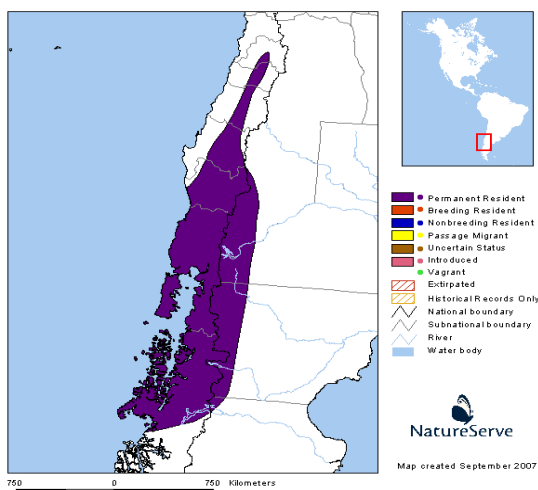 Permanent Resident
Breeding Resident
Nonbreeding Resident
Passage Migrant
Uncertain Status
Introduced
Vagrant
Extirpated
Historical Records Only
National boundary
Subnational boundary
River
Water body
NatureServe
Map created September 2007
750 0 750 Kilometers